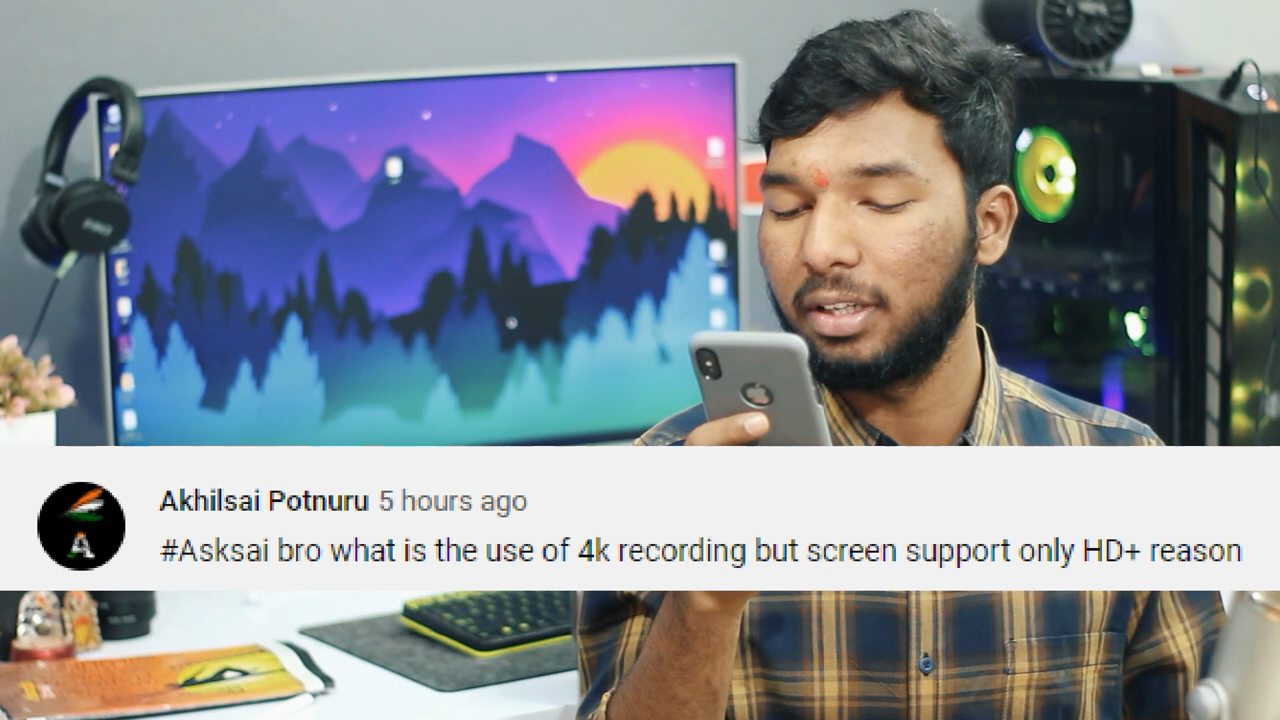 Akhilsai Potnuru 5 hours ago
#Asksai bro what is the use of 4k recording but screen support only HD+ reason
A